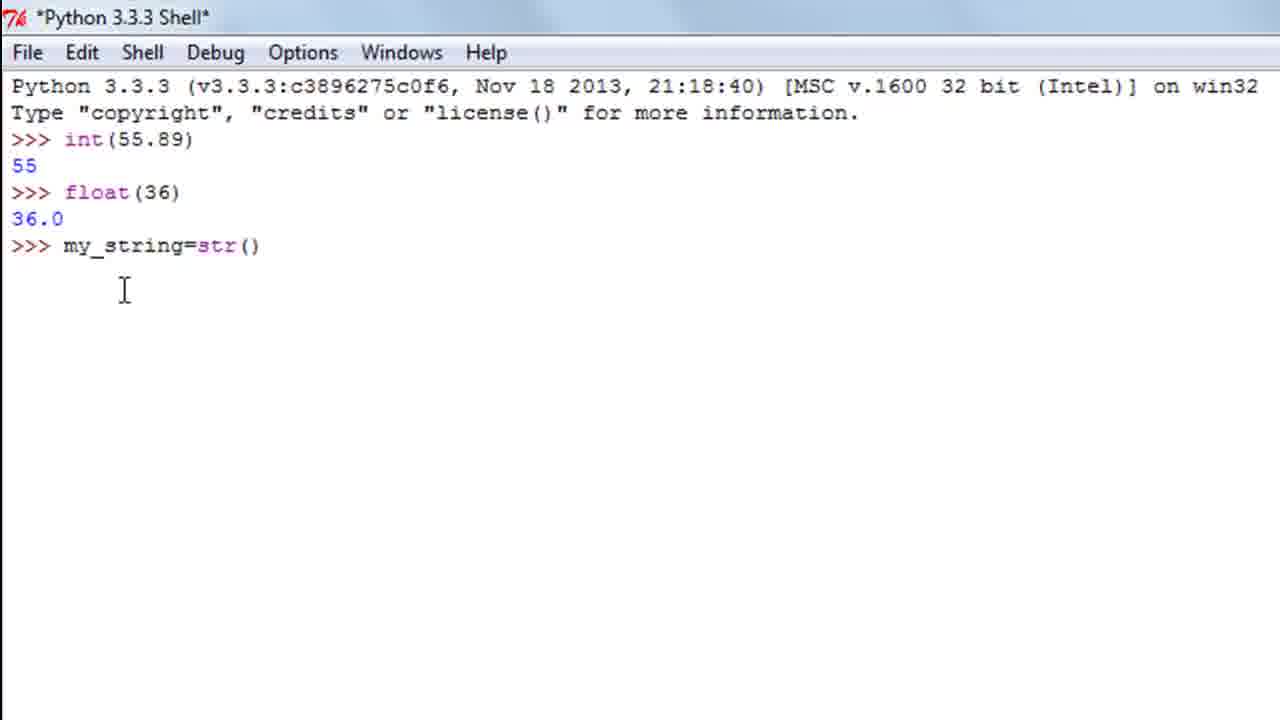 *Python 3.3.3 Shell*
File Edit Shell Debug Options Windows Help
Python 3.3.3 (v3.3.3:c3896275c0f6, Nov 18 2013, 21:18:40) [MSC v.1600 32 bit (Intel)] on win32
Type "copyright", "credits" or "license()" for more information.
>>> int(55.89)
55
>>> float(36)
36.0
>>> my_string=str()